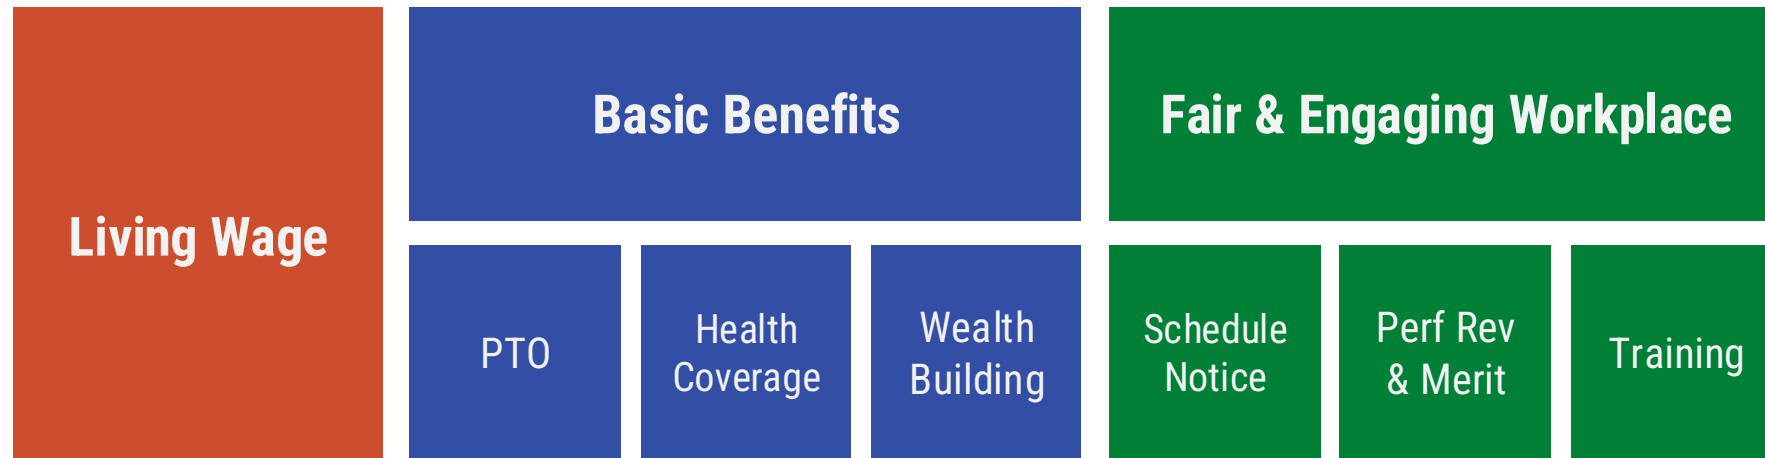 Living Wage
Basic Benefits
PTO
Health
Coverage
Wealth
Building
Fair & Engaging Workplace
Schedule
Notice
Perf Rev
& Merit
Training